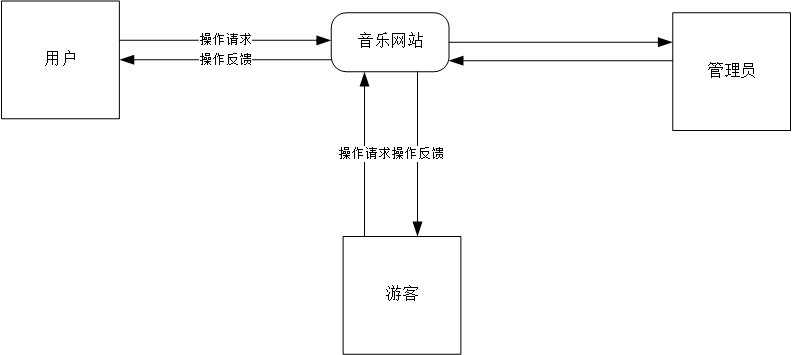 用户
操作请求
操作反馈
音乐网站
管理员
操作请求
操作反馈
游客